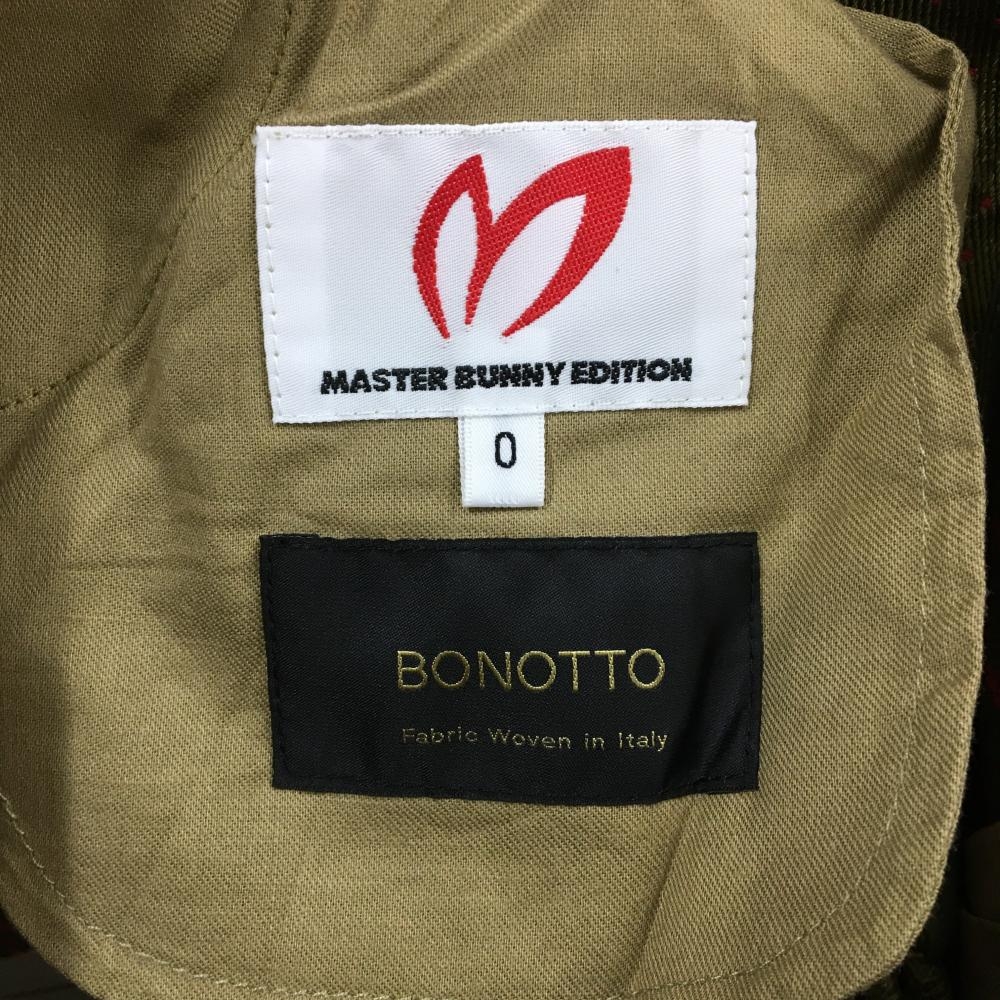 MASTER BUNNY EDITION
0
BONOTTO
Fabric Woven in Italy